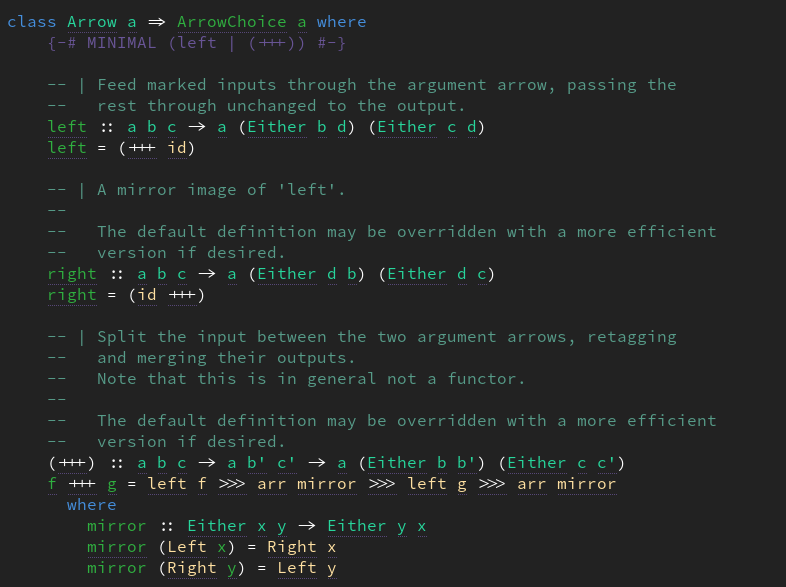 class Arrow a => ArrowChoice a where
    {-# MINIMAL (left | (+++)) #-}

    -- | Feed marked inputs through the argument arrow, passing the
    --   rest through unchanged to the output.
    left :: a b c -> a (Either b d) (Either c d)
    left = (+++ id)

    -- | A mirror image of 'left'.
    --
    --   The default definition may be overridden with a more efficient
    --   version if desired.
    right :: a b c -> a (Either d b) (Either d c)
    right = (id +++)

    -- | Split the input between the two argument arrows, retagging
    --   and merging their outputs.
    --   Note that this is in general not a functor.
    --
    --   The default definition may be overridden with a more efficient
    --   version if desired.
    (+++) :: a b c -> a b' c' -> a (Either b b') (Either c c')
    f +++ g = left f >>> arr mirror >>> left g >>> arr mirror
      where
        mirror :: Either x y -> Either y x
        mirror (Left x) = Right x
        mirror (Right y) = Left y